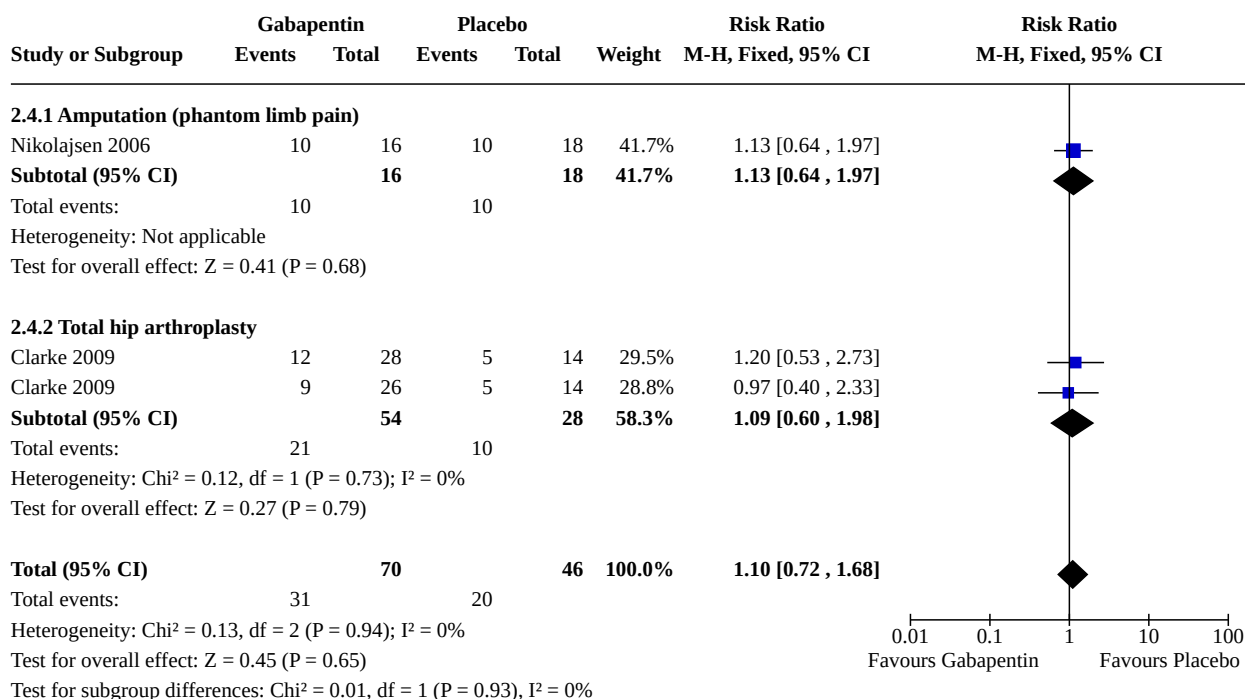 Gabapentin Placebo Risk Ratio Risk Ratio
Study or Subgroup Events Total Events Total Weight M-H, Fixed, 95% CI M-H, Fixed, 95% CI
2.4.1 Amputation (phantom limb pain)
Nikolajsen 2006 10 16 10 18 41.7% 1.13 [0.64 , 1.97]
Subtotal (95% CI) 16 18 41.7% 1.13 [0.64 , 1.97]
Total events: 10 10
Heterogeneity: Not applicable
Test for overall effect: Z = 0.41 (P = 0.68)
2.4.2 Total hip arthroplasty
Clarke 2009 12 28 5 14 29.5% 1.20 [0.53 , 2.73]
Clarke 2009 9 26 5 14 28.8% 0.97 [0.40 , 2.33]
Subtotal (95% CI) 54 28 58.3% 1.09 [0.60 , 1.98]
Total events: 21 10
Heterogeneity: Chi² = 0.12, df = 1 (P = 0.73); I² = 0%
Test for overall effect: Z = 0.27 (P = 0.79)
Total (95% CI) 70 46 100.0% 1.10 [0.72 , 1.68]
Total events: 31 20
Heterogeneity: Chi² = 0.13, df = 2 (P = 0.94); I² = 0%
0.01 0.1 1 10 100
Test for overall effect: Z = 0.45 (P = 0.65)
Favours Gabapentin Favours Placebo
Test for subgroup differences: Chi² = 0.01, df = 1 (P = 0.93), I² = 0%